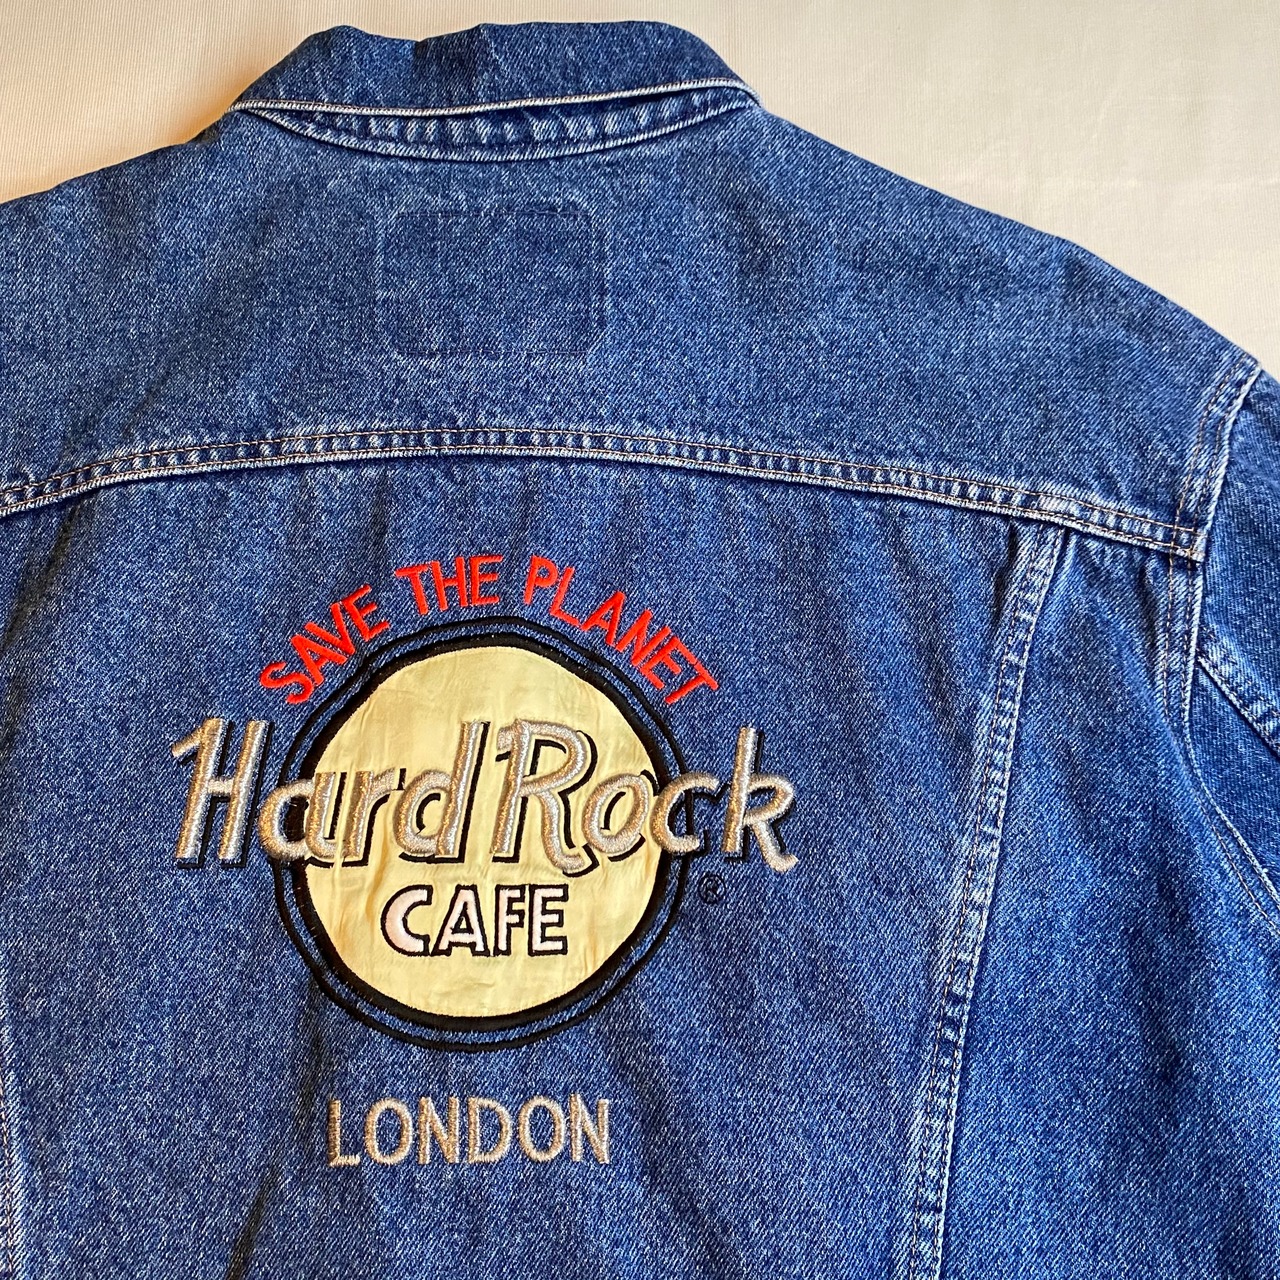 SAVE THE PLANET
Hard Rock
CAFE
®
LONDON